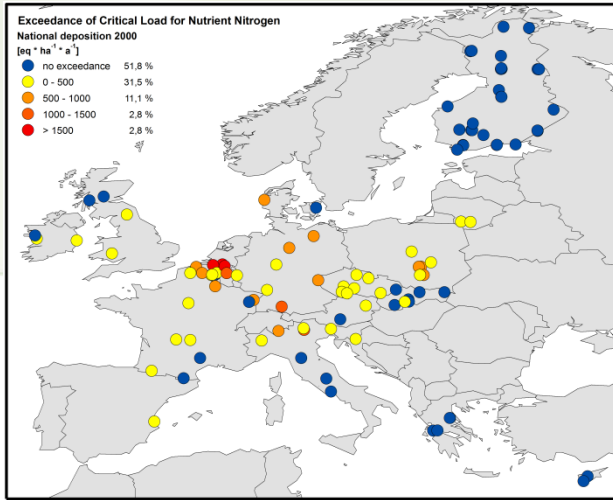 Exceedance of Critical Load for Nutrient Nitrogen
National deposition 2000
[eq * ha⁻¹ * a⁻¹]
no exceedance 51,8 %
0 - 500 31,5 %
500 - 1000 11,1 %
1000 - 1500 2,8 %
> 1500 2,8 %